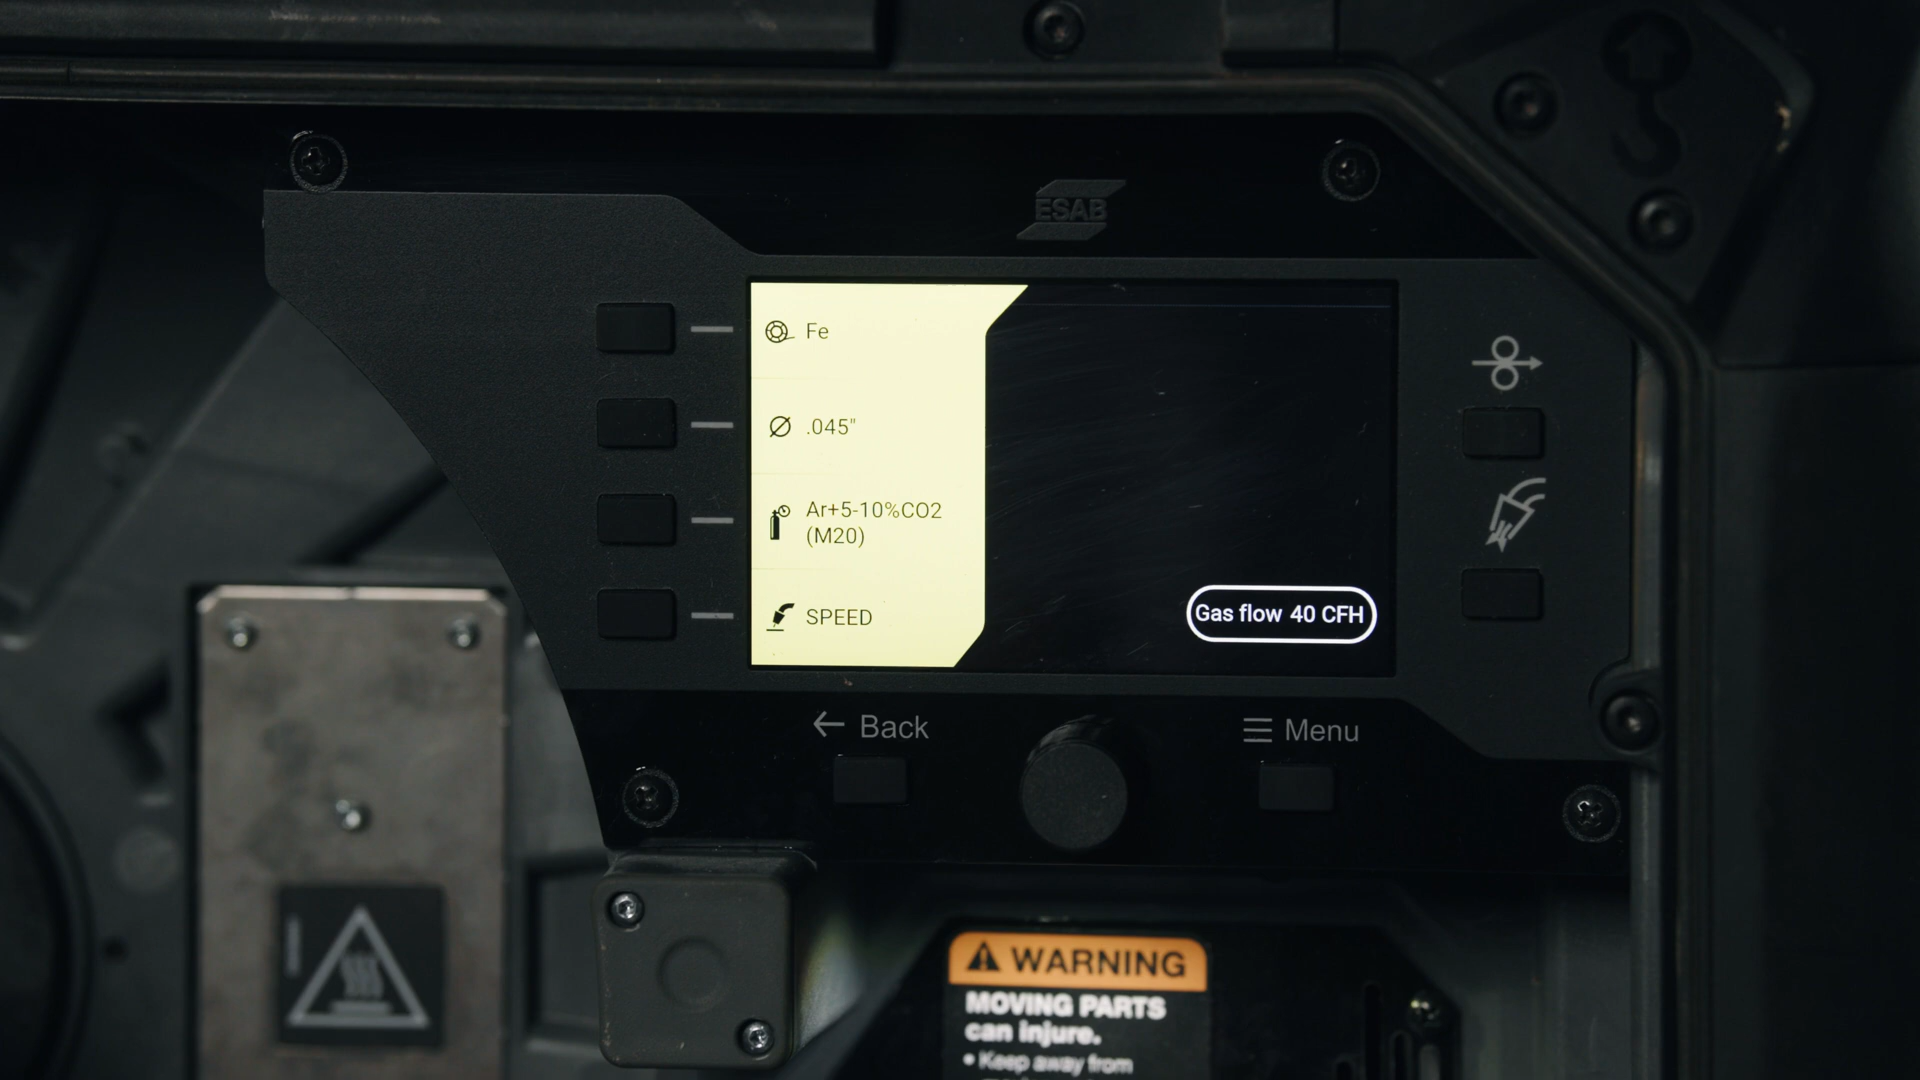 ESAB
Fe
.045"
Ar+5-10%CO2
(M20)
SPEED
Gas flow 40 CFH
Back
Menu
WARNING
MOVING PARTS
can injure.
• Keep away from